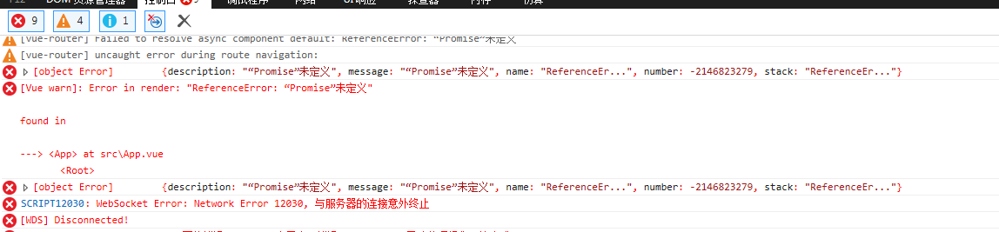 F12 DOM 资源管理器 控制台 9 调试程序 网络 UI 响应 探查器 内存 仿真
9 4 1
[vue-router] Failed to resolve async component default: ReferenceError: “Promise”未定义
[vue-router] uncaught error during route navigation:
[object Error] {description: "“Promise”未定义", message: "“Promise”未定义", name: "ReferenceEr...", number: -2146823279, stack: "ReferenceEr..."}
[Vue warn]: Error in render: "ReferenceError: “Promise”未定义"
found in
---> <App> at src\App.vue
<Root>
[object Error] {description: "“Promise”未定义", message: "“Promise”未定义", name: "ReferenceEr...", number: -2146823279, stack: "ReferenceEr..."}
SCRIPT12030: WebSocket Error: Network Error 12030, 与服务器的连接意外终止
[WDS] Disconnected!